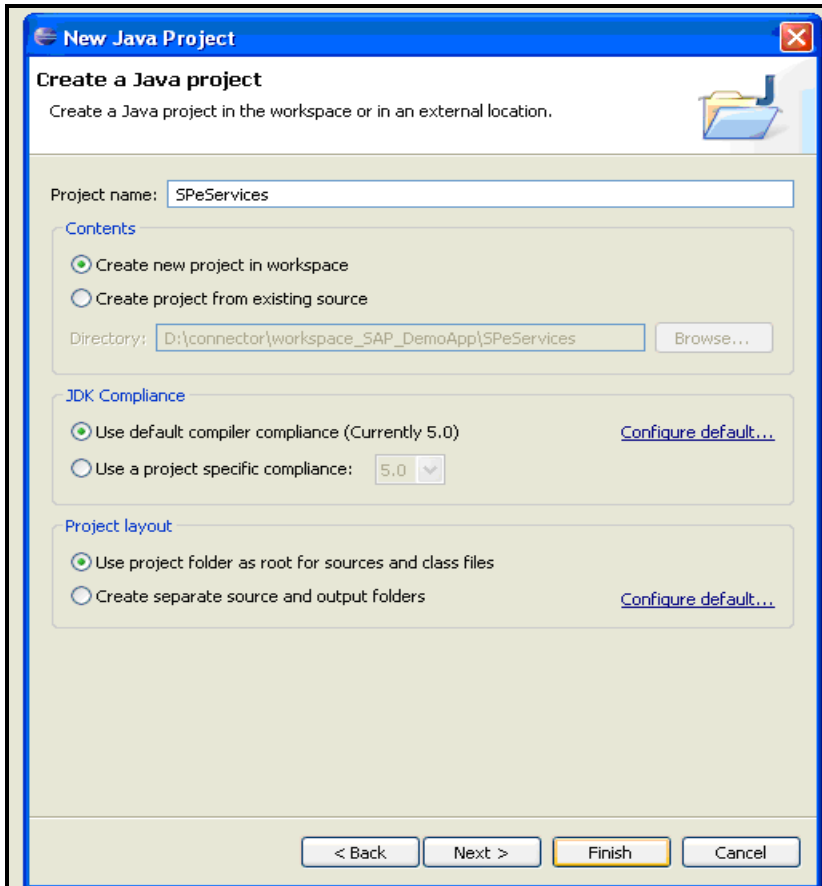 New Java Project
Create a Java project
Create a Java project in the workspace or in an external location.
Project name: SPeServices
Contents
Create new project in workspace
Create project from existing source
Directory: D:\connector\workspace_SAP_DemoApp\SPeServices Browse...
JDK Compliance
Use default compiler compliance (Currently 5.0) Configure default...
Use a project specific compliance: 5.0
Project layout
Use project folder as root for sources and class files
Create separate source and output folders Configure default...
< Back Next > Finish Cancel